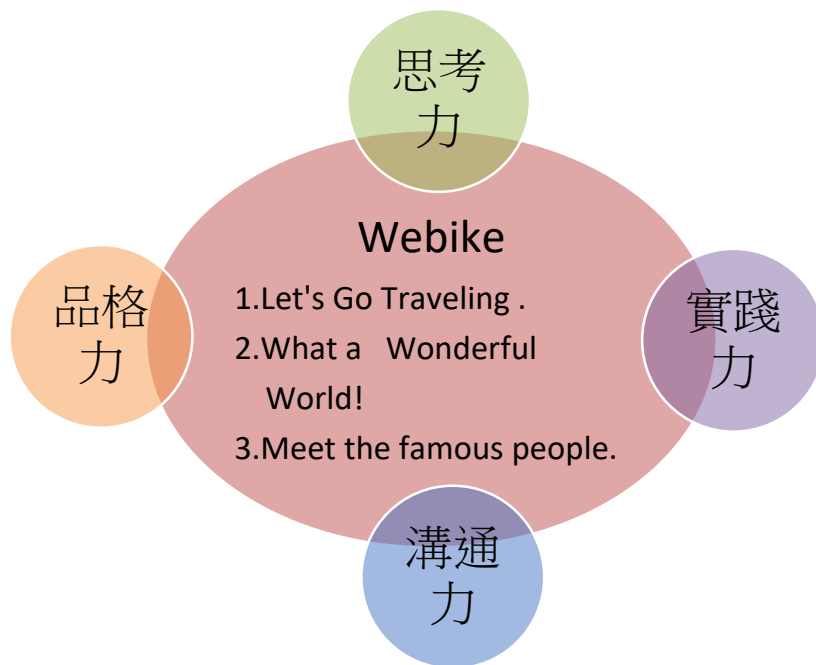 思考
力
Webike
1.Let's Go Traveling .
2.What a Wonderful
World!
3.Meet the famous people.
品格
力
實踐
力
溝通
力